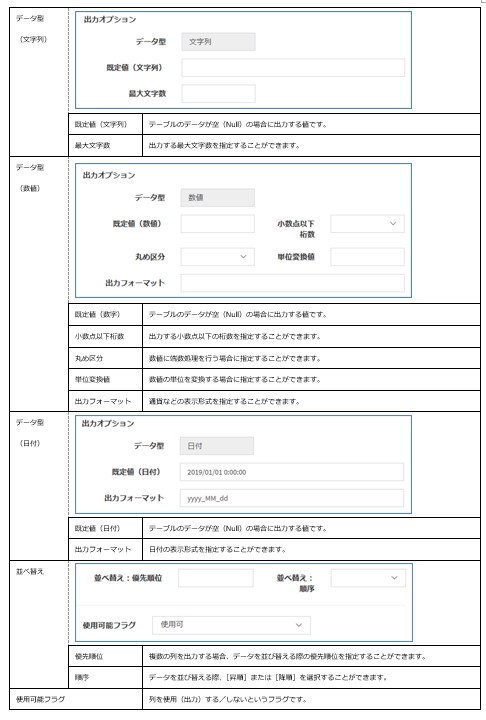 データ型
（文字列）
出力オプション
データ型 文字列
既定値（文字列）
最大文字数
既定値（文字列） テーブルのデータが空（Null）の場合に出力する値です。
最大文字数 出力する最大文字数を指定することができます。
データ型
（数値）
出力オプション
データ型 数値
既定値（数値） 小数点以下
桁数
丸め区分 単位変換値
出力フォーマット
既定値（数字） テーブルのデータが空（Null）の場合に出力する値です。
小数点以下桁数 出力する小数点以下の桁数を指定することができます。
丸め区分 数値に端数処理を行う場合に指定することができます。
単位変換値 数値の単位を変換する場合に指定することができます。
出力フォーマット 通貨などの表示形式を指定することができます。
データ型
（日付）
出力オプション
データ型 日付
既定値（日付） 2019/01/01 0:00:00
出力フォーマット yyyy_MM_dd
既定値（日付） テーブルのデータが空（Null）の場合に出力する値です。
出力フォーマット 日付の表示形式を指定することができます。
並べ替え
並べ替え：優先順位 並べ替え：
順序
使用可能フラグ 使用可
優先順位 複数の列を出力する場合、データを並び替える際の優先順位を指定することができます。
順序 データを並び替える際、［昇順］または［降順］を選択することができます。
使用可能フラグ 列を使用（出力）する／しないというフラグです。